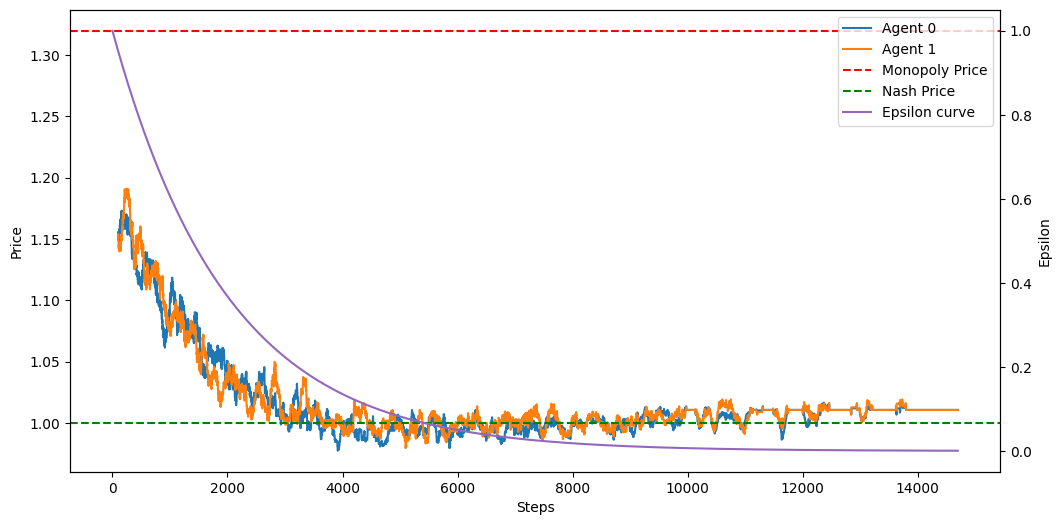 Agent 0
Agent 1
Monopoly Price
Nash Price
Epsilon curve
Price
1.30
1.25
1.20
1.15
1.10
1.05
1.00
1.0
0.8
0.6
0.4
0.2
0.0
Epsilon
0 2000 4000 6000 8000 10000 12000 14000
Steps